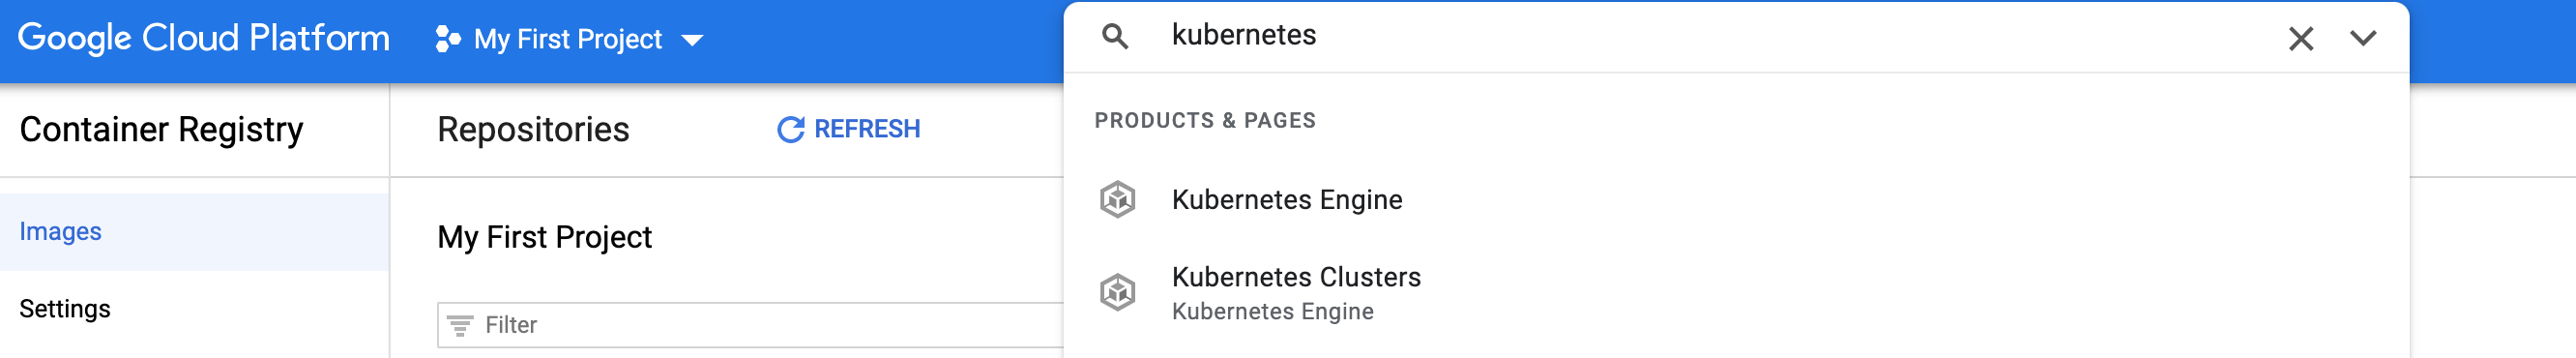 Google Cloud Platform
My First Project
kubernetes
Container Registry
Repositories
REFRESH
Images
Settings
My First Project
Filter
PRODUCTS & PAGES
Kubernetes Engine
Kubernetes Clusters
Kubernetes Engine